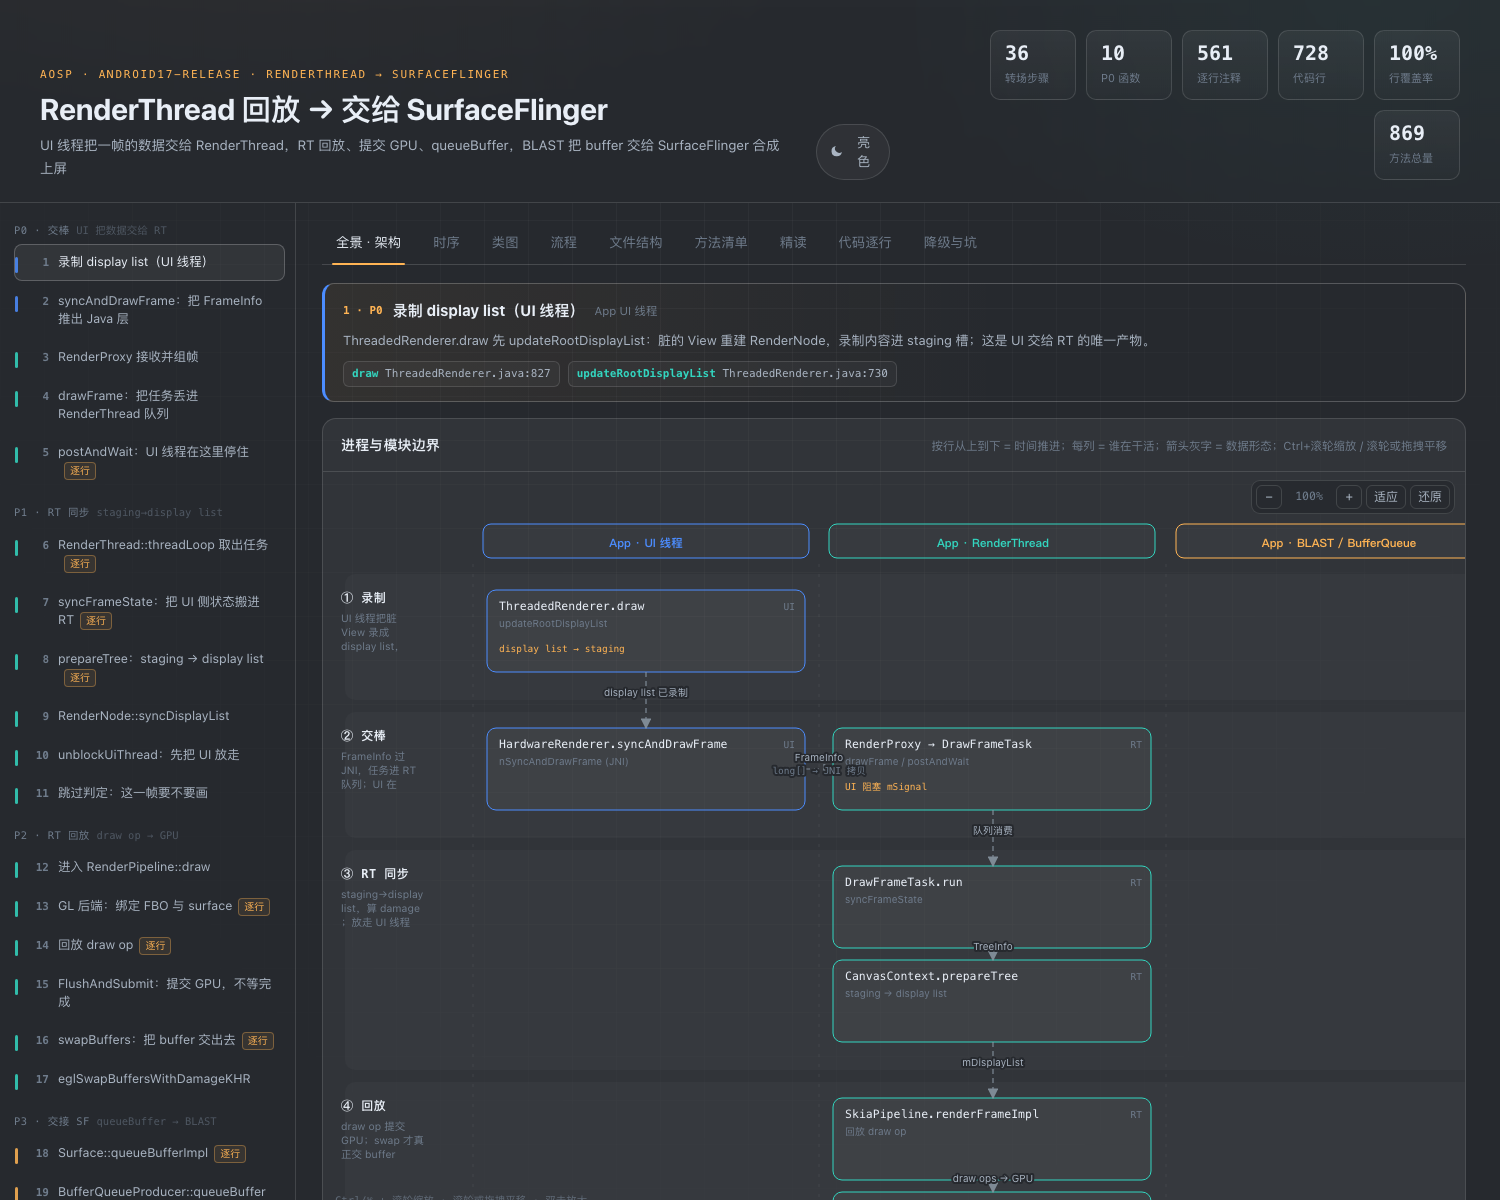 AOSP · ANDROID17-RELEASE · RENDERTHREAD → SURFACEFLINGER
RenderThread 回放 → 交给 SurfaceFlinger
UI 线程把一帧的数据交给 RenderThread，RT 回放、提交 GPU、queueBuffer，BLAST 把 buffer 交给 SurfaceFlinger 合成
上屏
亮
色
36
转场步骤
10
P0 函数
561
逐行注释
728
代码行
100%
行覆盖率
869
方法总量
P0 · 交棒 UI 把数据交给 RT
1 录制 display list（UI 线程）
2 syncAndDrawFrame：把 FrameInfo
推出 Java 层
3 RenderProxy 接收并组帧
4 drawFrame：把任务丢进
RenderThread 队列
5 postAndWait：UI 线程在这里停住
逐行
P1 · RT 同步 staging→display list
6 RenderThread::threadLoop 取出任务
逐行
7 syncFrameState：把 UI 侧状态搬进
RT 逐行
8 prepareTree：staging → display list
逐行
9 RenderNode::syncDisplayList
10 unblockUiThread：先把 UI 放走
11 跳过判定：这一帧要不要画
P2 · RT 回放 draw op → GPU
12 进入 RenderPipeline::draw
13 GL 后端：绑定 FBO 与 surface 逐行
14 回放 draw op 逐行
15 FlushAndSubmit：提交 GPU，不等完
成
16 swapBuffers：把 buffer 交出去 逐行
17 eglSwapBuffersWithDamageKHR
P3 · 交接 SF queueBuffer → BLAST
18 Surface::queueBufferImpl 逐行
19 BufferQueueProducer::queueBuffer
全景 · 架构 时序 类图 流程 文件结构 方法清单 精读 代码逐行 降级与坑
1 · P0 录制 display list（UI 线程） App UI 线程
ThreadedRenderer.draw 先 updateRootDisplayList：脏的 View 重建 RenderNode，录制内容进 staging 槽；这是 UI 交给 RT 的唯一产物。
draw ThreadedRenderer.java:827 updateRootDisplayList ThreadedRenderer.java:730
进程与模块边界
按行从上到下 = 时间推进；每列 = 谁在干活；箭头灰字 = 数据形态；Ctrl+滚轮缩放 / 滚轮或拖拽平移
− 100% + 适应 还原
App · UI 线程
App · RenderThread
App · BLAST / BufferQueue
① 录制
UI 线程把脏
View 录成
display list,
ThreadedRenderer.draw UI
updateRootDisplayList
display list → staging
display list 已录制
② 交棒
FrameInfo 过
JNI，任务进 RT
队列；UI 在
HardwareRenderer.syncAndDrawFrame UI
nSyncAndDrawFrame (JNI)
FrameInfo
long[] → JNI 拷贝
RenderProxy → DrawFrameTask RT
drawFrame / postAndWait
UI 阻塞 mSignal
队列消费
③ RT 同步
staging→display
list，算 damage
；放走 UI 线程
DrawFrameTask.run RT
syncFrameState
TreeInfo
CanvasContext.prepareTree RT
staging → display list
mDisplayList
④ 回放
draw op 提交
GPU；swap 才真
正交 buffer
SkiaPipeline.renderFrameImpl RT
回放 draw op
draw ops → GPU